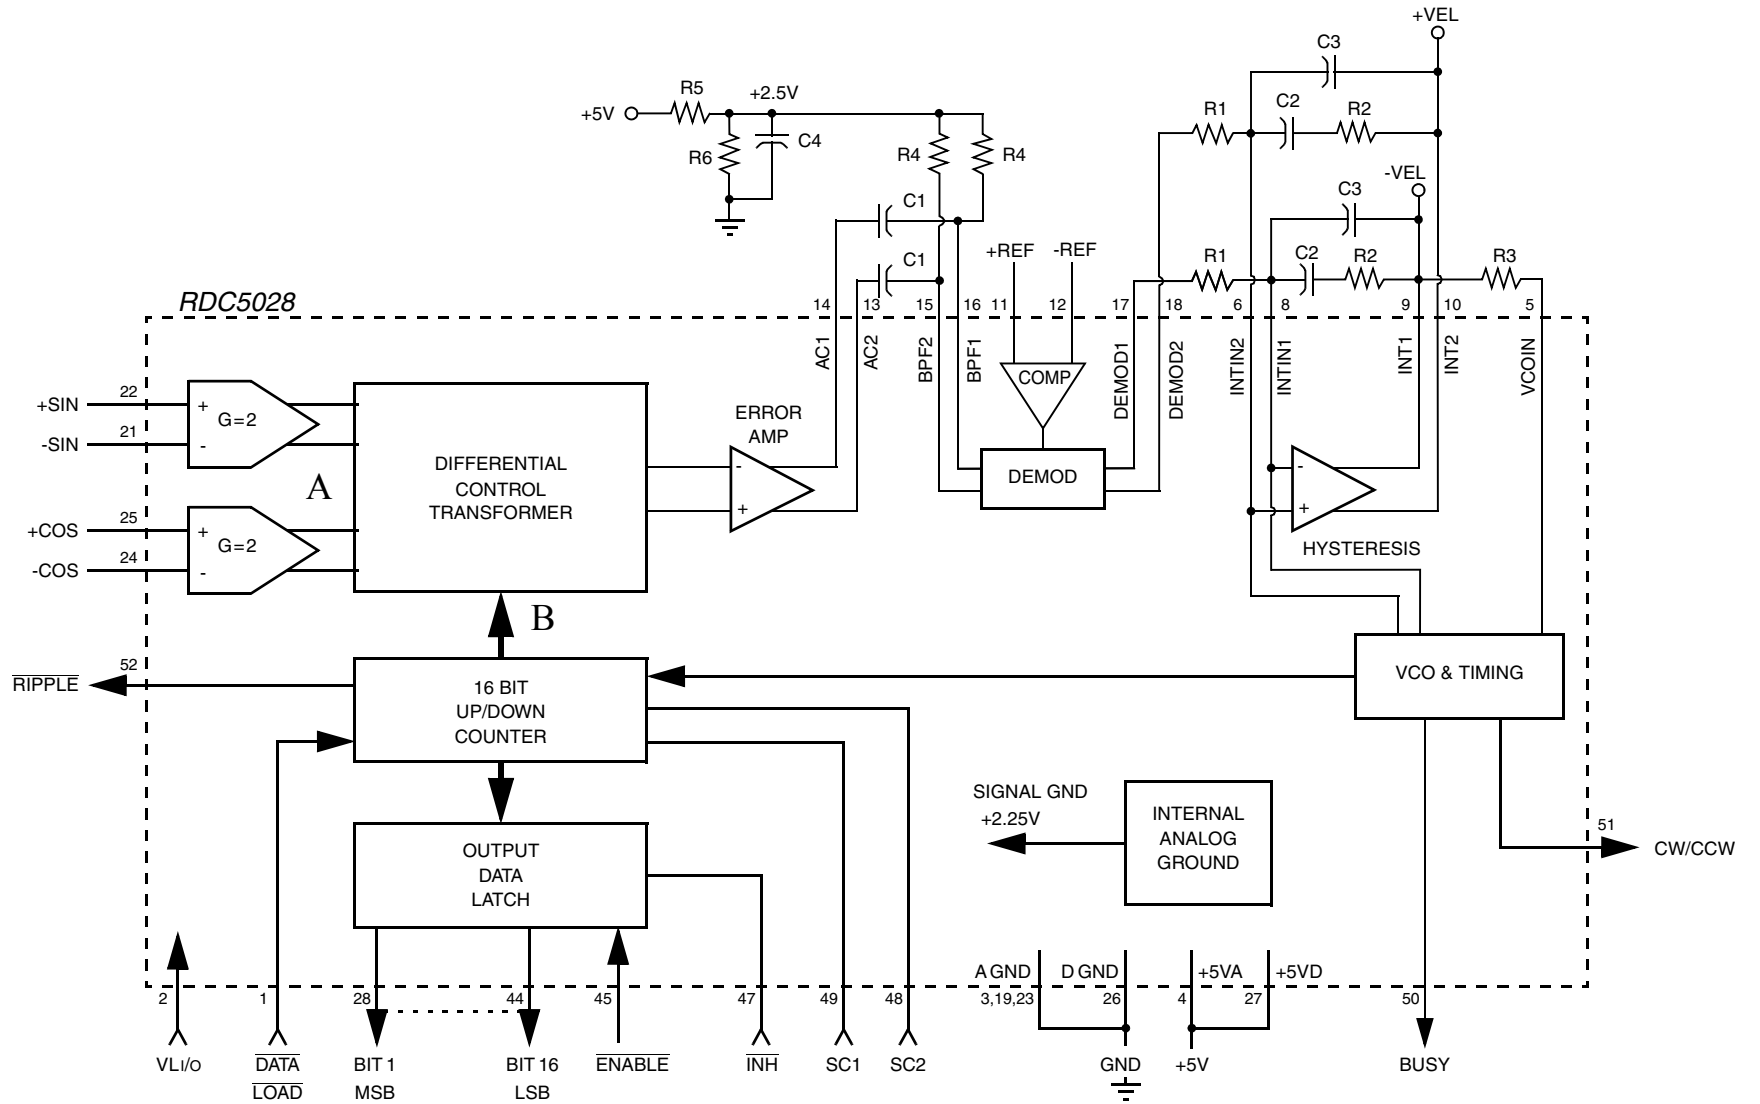 +VEL
C3
R5
+2.5V
+5V
R1
C2
R2
R6
C4
R4
R4
-VEL
C3
C1
+REF
-REF
C1
R1
C2
R2
R3
RDC5028
14
13
15
16
11
12
17
18
6
8
9
10
5
AC1
AC2
BPF2
BPF1
COMP
DEMOD1
DEMOD2
INTIN2
INTIN1
INT1
INT2
VCOIN
+SIN
22
+
G=2
-SIN
21
-
A
ERROR
AMP
DIFFERENTIAL
CONTROL
TRANSFORMER
-
+
DEMOD
-
+
HYSTERESIS
+COS
25
+
G=2
-COS
24
-
B
RIPPLE
52
16 BIT
UP/DOWN
COUNTER
VCO & TIMING
SIGNAL GND
+2.25V
INTERNAL
ANALOG
GROUND
OUTPUT
DATA
LATCH
51
CW/CCW
A GND
D GND
+5VA
+5VD
2
1
28
44
45
47
49
48
3,19,23
26
4
27
50
VL I/O
DATA
LOAD
BIT 1
MSB
BIT 16
LSB
ENABLE
INH
SC1
SC2
GND
+5V
BUSY